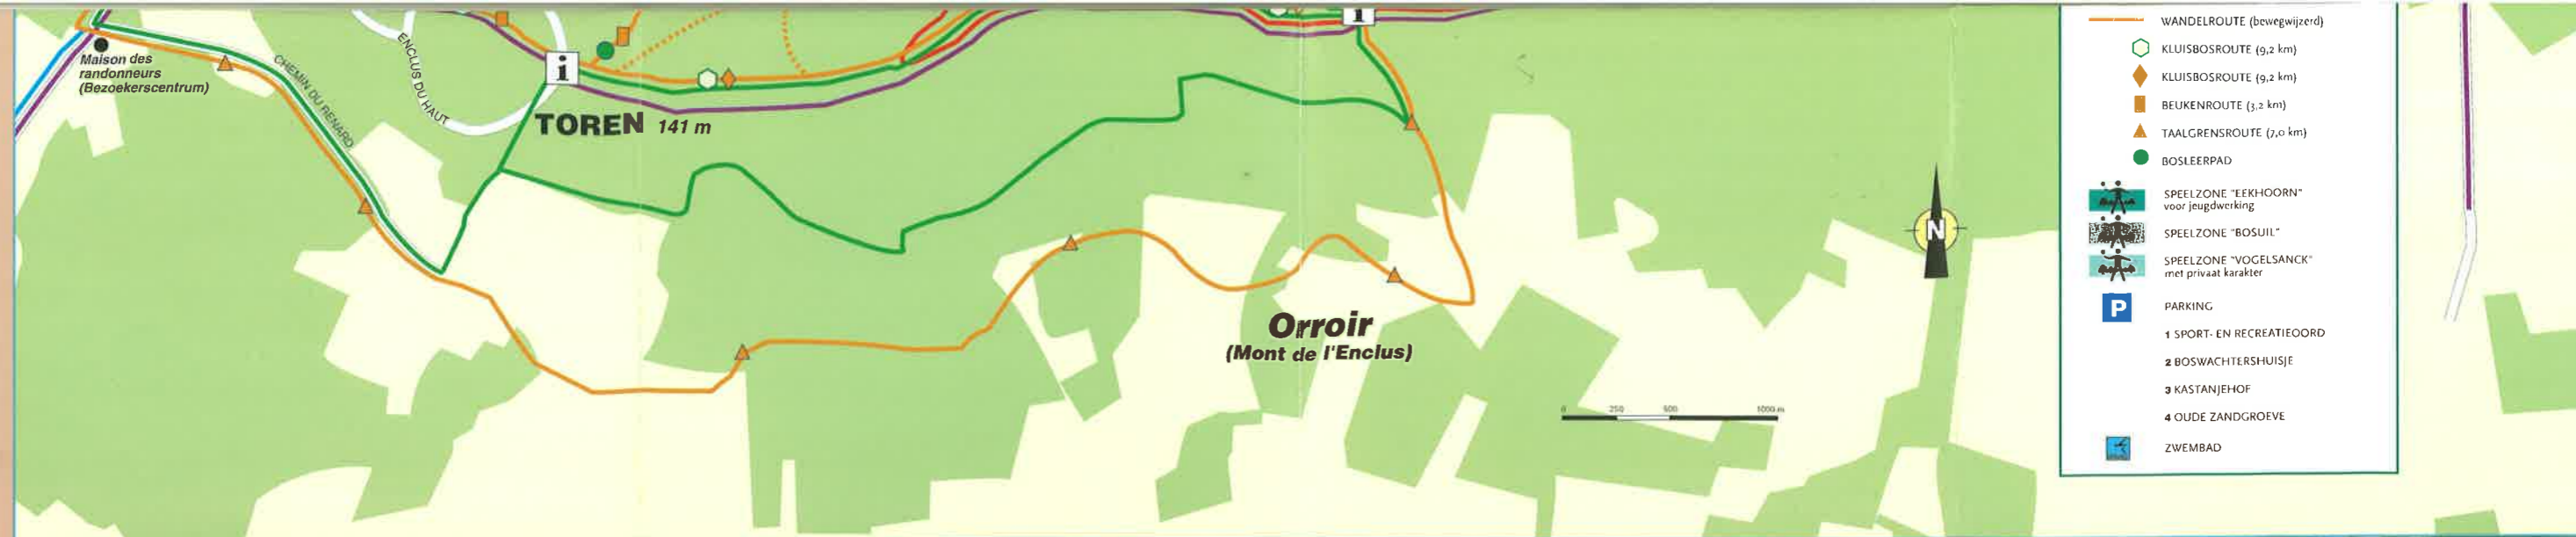 Maison des
randonneurs
(Bezoekerscentrum)
CHEMIN DU RENARD
ENCLUS DU HAUT
i
TOREN 141 m
i
Orroir
(Mont de l'Enclus)
N
0 250 500 1000 m
WANDELROUTE (bewegwijzerd)
KLUISBOSROUTE (9,2 km)
KLUISBOSROUTE (9,2 km)
BEUKENROUTE (3,2 km)
TAALGRENSROUTE (7,0 km)
BOSLEERPAD
SPEELZONE "EEKHOORN"
voor jeugdwerking
SPEELZONE "BOSUIL"
SPEELZONE "VOGELSANCK"
met privaat karakter
P PARKING
1 SPORT- EN RECREATIEOORD
2 BOSWACHTERSHUISJE
3 KASTANJEHOF
4 OUDE ZANDGROEVE
ZWEMBAD